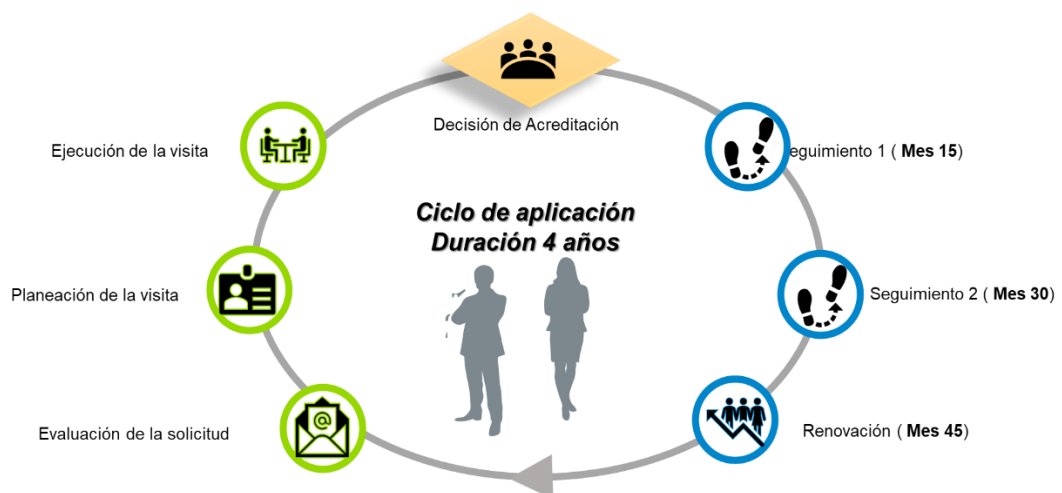 Decisión de Acreditación
Ejecución de la visita
eguimiento 1 ( Mes 15)
Ciclo de aplicación
Duración 4 años
Planeación de la visita
Seguimiento 2 ( Mes 30)
Evaluación de la solicitud
@
Renovación ( Mes 45)